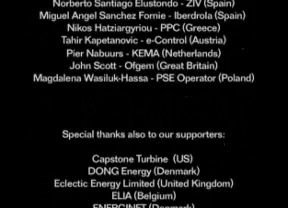 Norberto Santiago Elustondo - ZIV (Spain)
Miguel Angel Sanchez Fornie - Iberdrola (Spain)
Nikos Hatziargyriou - PPC (Greece)
Tahir Kapetanovic - e-Control (Austria)
Pier Nabuurs - KEMA (Netherlands)
John Scott - Ofgem (Great Britain)
Magdalena Wasiluk-Hassa - PSE Operator (Poland)
Special thanks also to our supporters:
Capstone Turbine (US)
DONG Energy (Denmark)
Eclectic Energy Limited (United Kingdom)
ELIA (Belgium)
ENERGINET (Denmark)